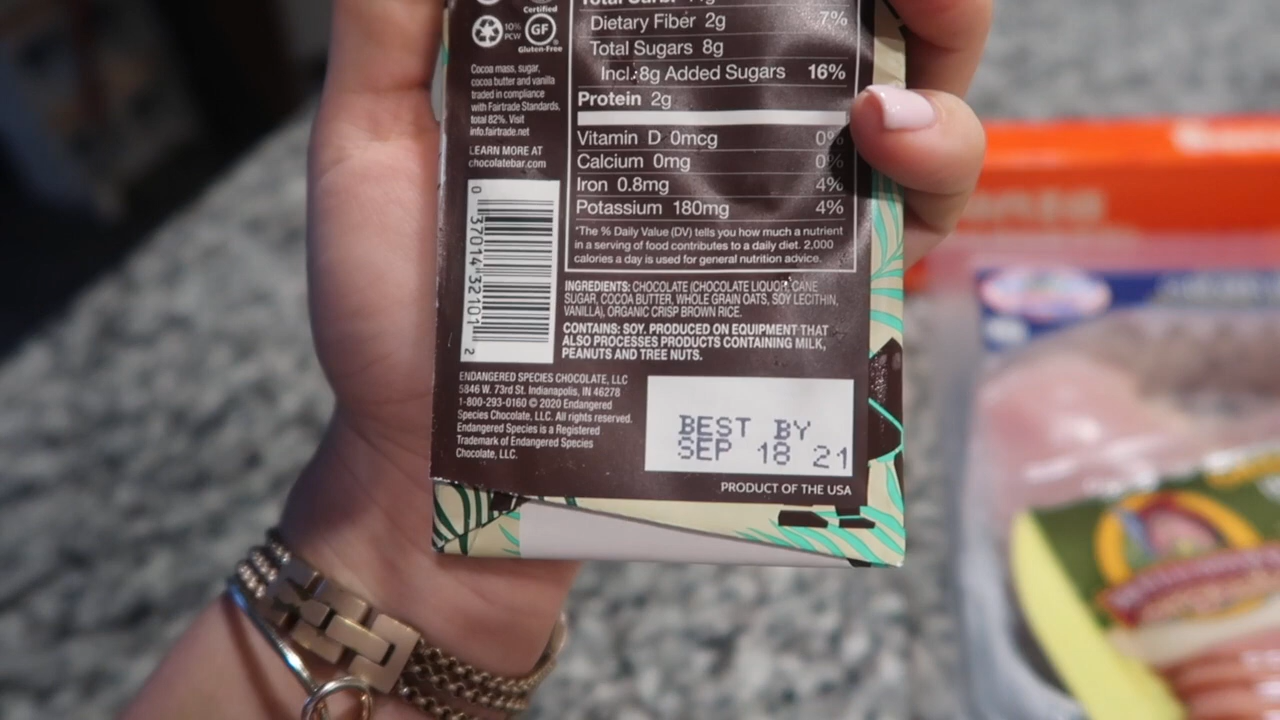 Certified
10%
PCW
GF
Gluten-Free
Cocoa mass, sugar,
cocoa butter and vanilla
traded in compliance
with Fairtrade Standards,
total 82%. Visit
info.fairtrade.net
LEARN MORE AT
chocolatebar.com
0 37014 32101 2
Total Carb.
Dietary Fiber 2g 7%
Total Sugars 8g
Incl. 8g Added Sugars 16%
Protein 2g
Vitamin D 0mcg 0%
Calcium 0mg 0%
Iron 0.8mg 4%
Potassium 180mg 4%
*The % Daily Value (DV) tells you how much a nutrient
in a serving of food contributes to a daily diet. 2,000
calories a day is used for general nutrition advice.
INGREDIENTS: CHOCOLATE (CHOCOLATE LIQUOR, CANE
SUGAR, COCOA BUTTER, WHOLE GRAIN OATS, SOY LECITHIN,
VANILLA), ORGANIC CRISP BROWN RICE.
CONTAINS: SOY. PRODUCED ON EQUIPMENT THAT
ALSO PROCESSES PRODUCTS CONTAINING MILK,
PEANUTS AND TREE NUTS.
ENDANGERED SPECIES CHOCOLATE, LLC
5846 W. 73rd St. Indianapolis, IN 46278
1-800-293-0160 © 2020 Endangered
Species Chocolate, LLC. All rights reserved.
Endangered Species is a Registered
Trademark of Endangered Species
Chocolate, LLC.
BEST BY
SEP 18 21
PRODUCT OF THE USA